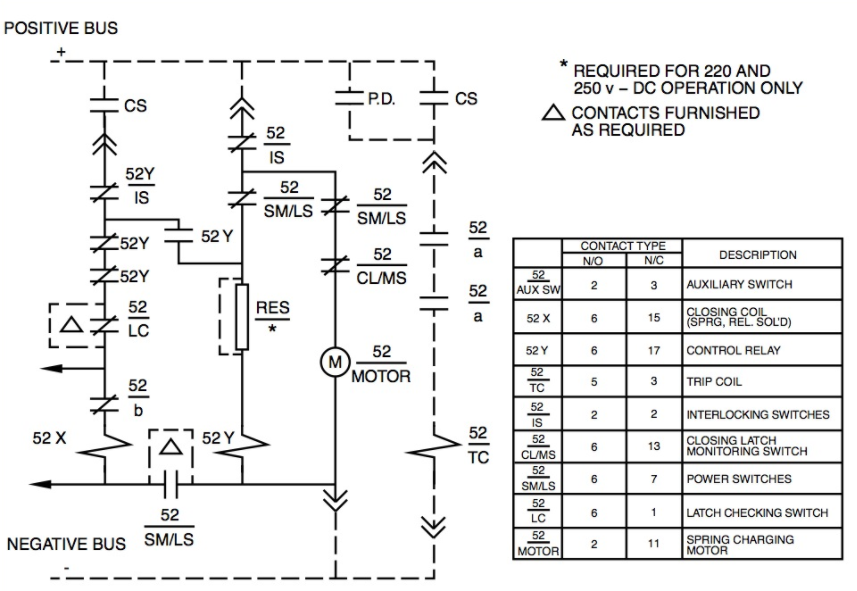 POSITIVE BUS
+
* REQUIRED FOR 220 AND
250 v – DC OPERATION ONLY
△ CONTACTS FURNISHED
AS REQUIRED
CS
P.D.
CS
52
IS
52Y
IS
52
SM/LS
52
SM/LS
52Y
52 Y
52
a
52Y
52
CL/MS
52
LC
RES
*
52
a
△
M
52
MOTOR
52
b
52 X
△
52 Y
52
TC
52
SM/LS
NEGATIVE BUS
-
CONTACT TYPE
N/O N/C DESCRIPTION
52
AUX SW 2 3 AUXILIARY SWITCH
52 X 6 15 CLOSING COIL
(SPRG, REL. SOL'D)
52 Y 6 17 CONTROL RELAY
52
TC 5 3 TRIP COIL
52
IS 2 2 INTERLOCKING SWITCHES
52
CL/MS 6 13 CLOSING LATCH
MONITORING SWITCH
52
SM/LS 6 7 POWER SWITCHES
52
LC 6 1 LATCH CHECKING SWITCH
52
MOTOR 2 11 SPRING CHARGING
MOTOR